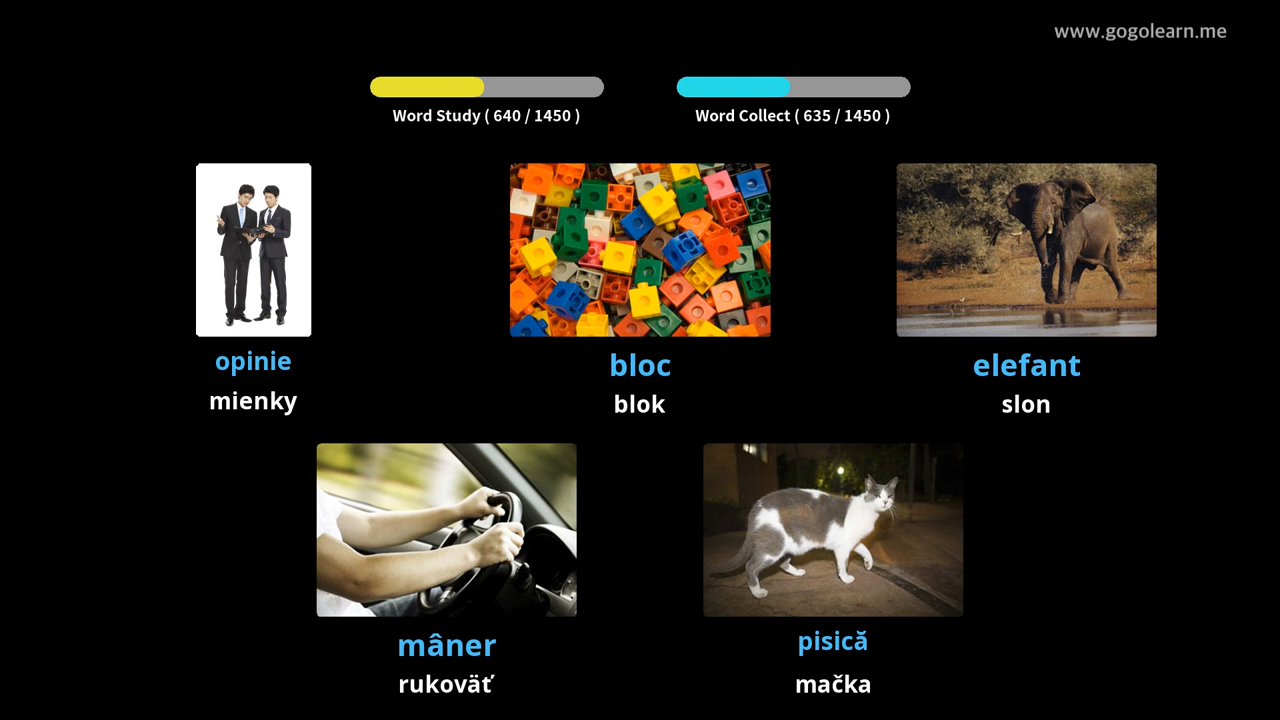 www.gogolearn.me
Word Study ( 640 / 1450 )
Word Collect ( 635 / 1450 )
opinie
mienky
bloc
blok
elefant
slon
mâner
rukoväť
pisică
mačka